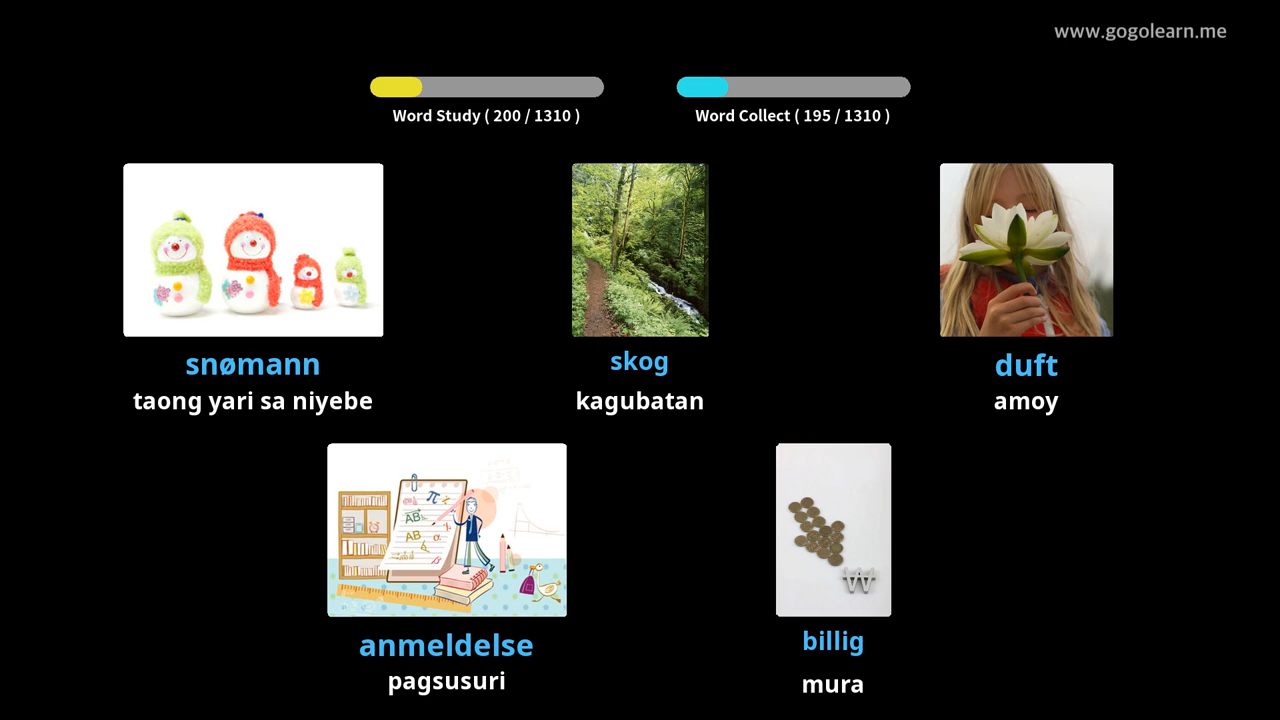 www.gogolearn.me
Word Study ( 200 / 1310 )
Word Collect ( 195 / 1310 )
snømann
taong yari sa niyebe
skog
kagubatan
duft
amoy
anmeldelse
pagsusuri
billig
mura